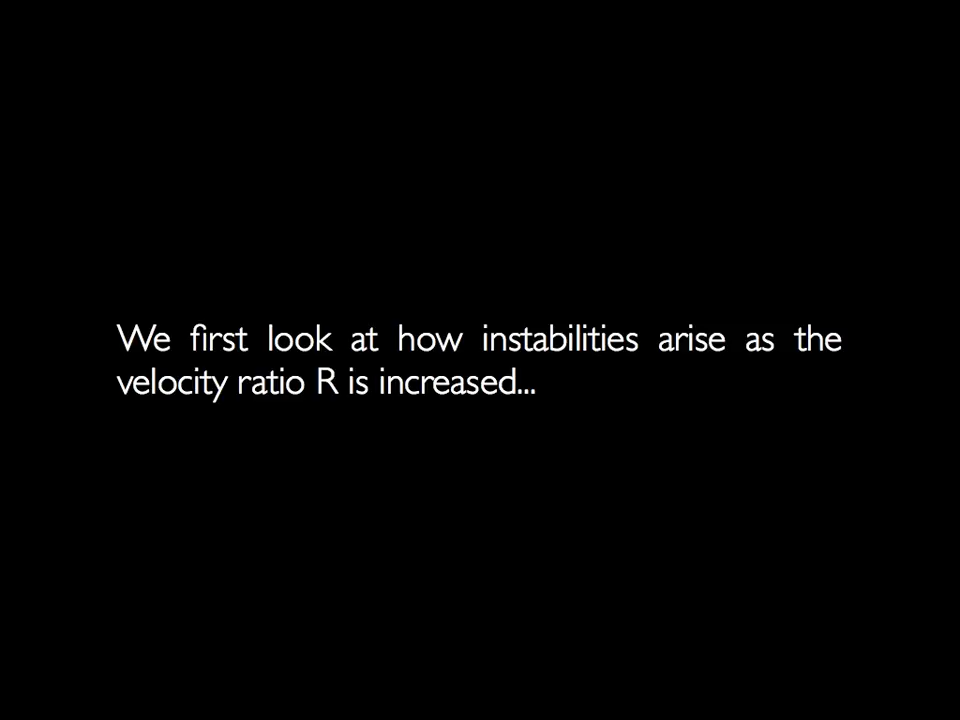 We first look at how instabilities arise as the
velocity ratio R is increased...